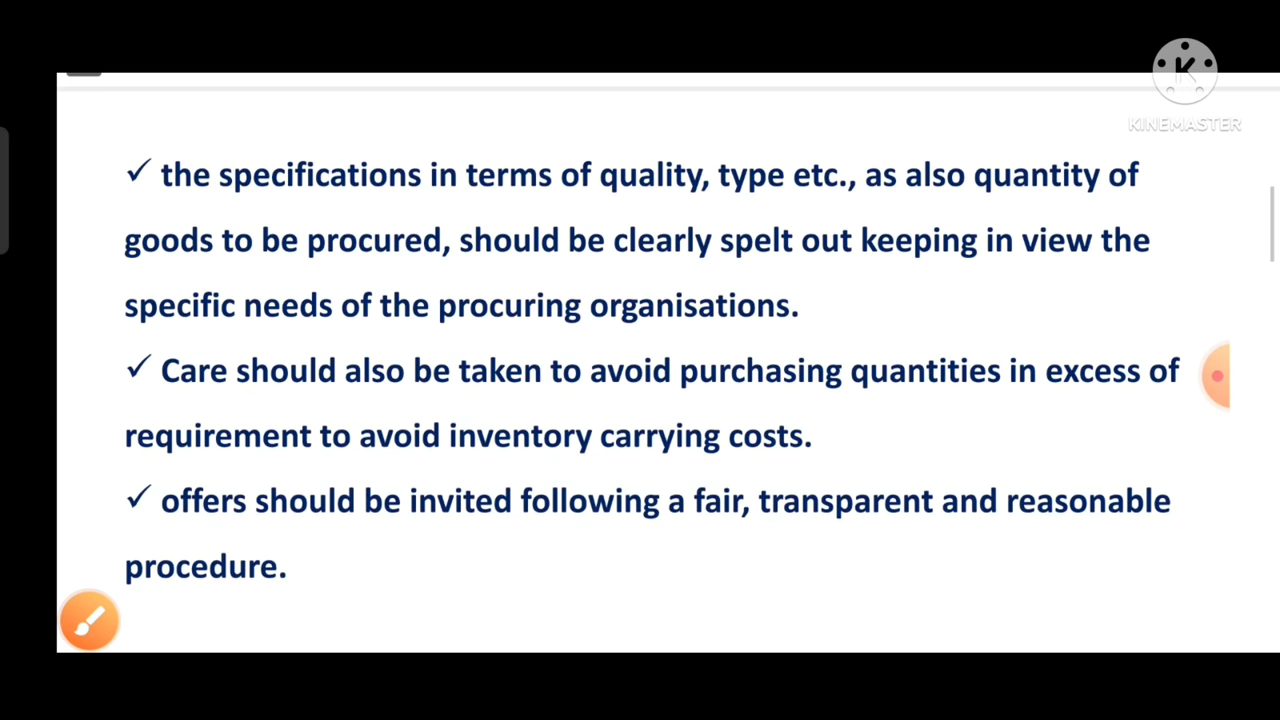 KINEMASTER
✓ the specifications in terms of quality, type etc., as also quantity of
goods to be procured, should be clearly spelt out keeping in view the
specific needs of the procuring organisations.
✓ Care should also be taken to avoid purchasing quantities in excess of
requirement to avoid inventory carrying costs.
✓ offers should be invited following a fair, transparent and reasonable
procedure.